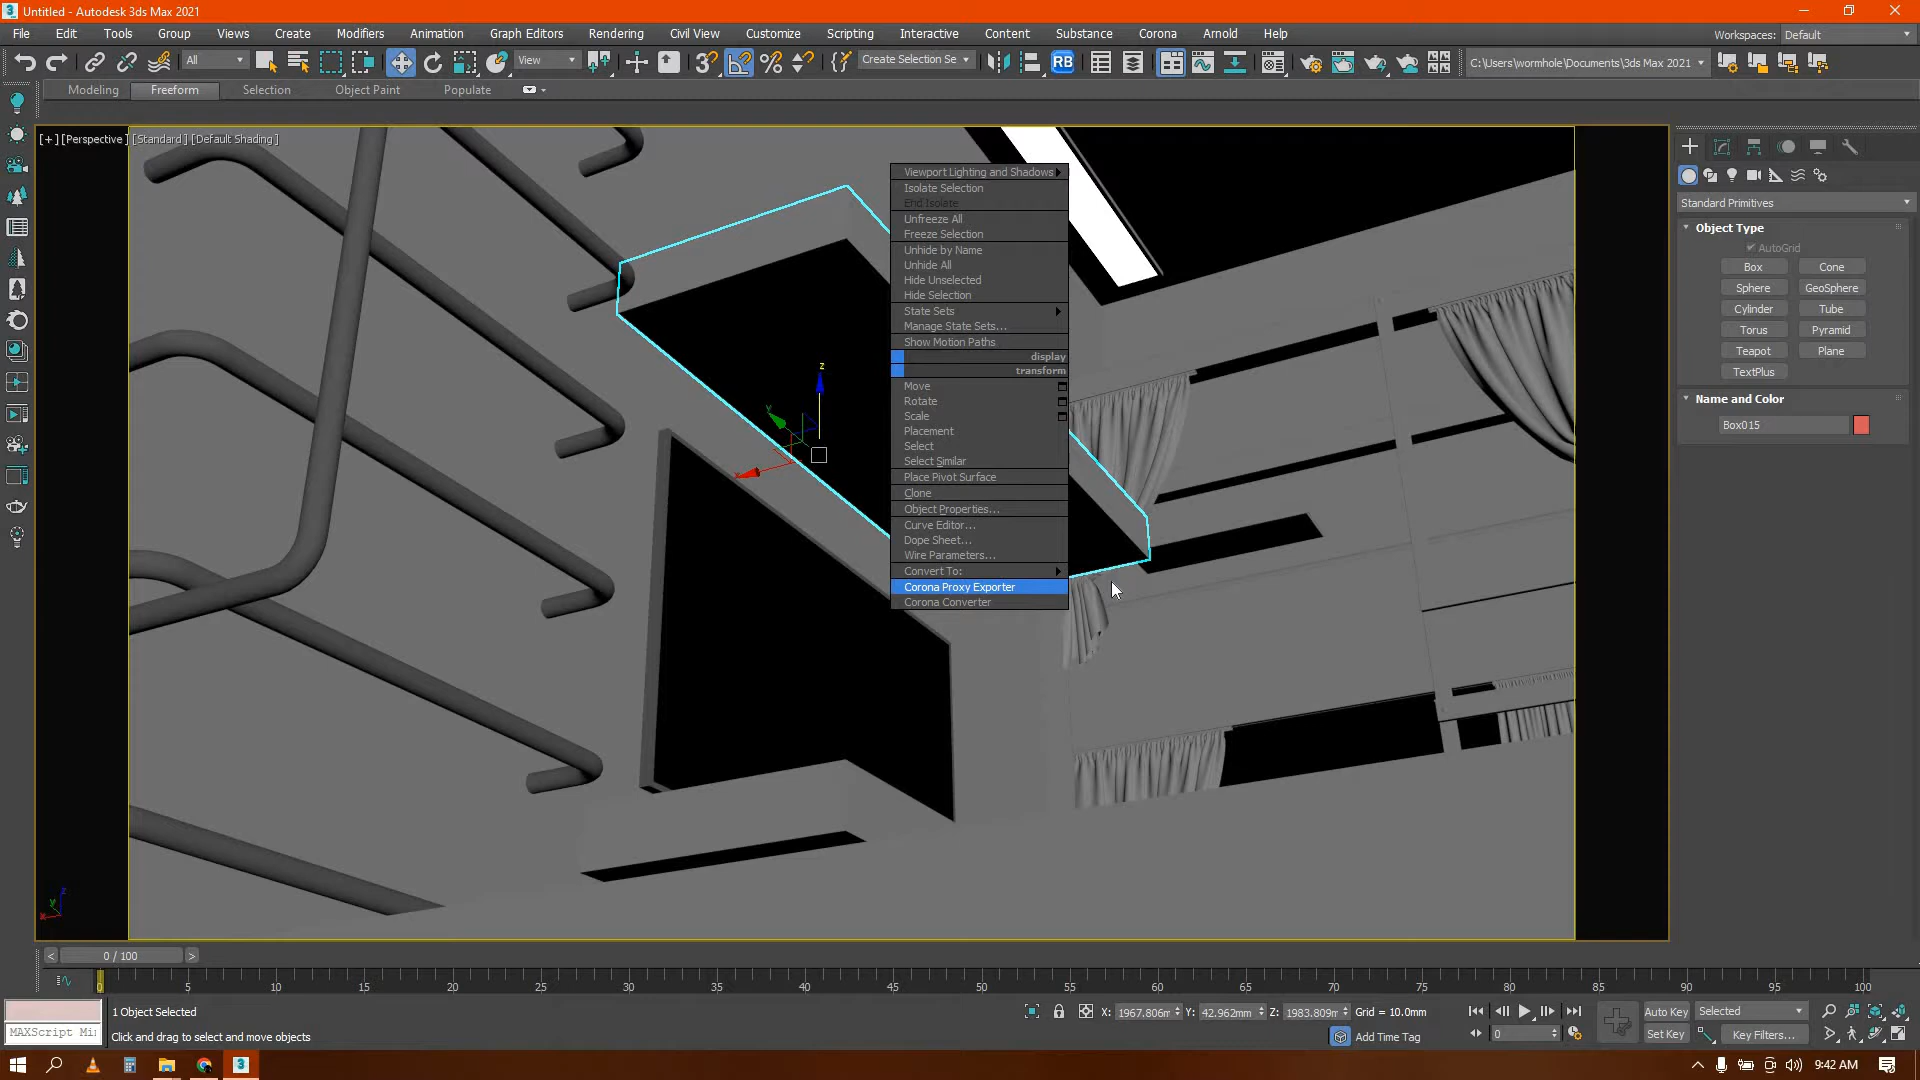 Untitled - Autodesk 3ds Max 2021
File Edit Tools Group Views Create Modifiers Animation Graph Editors Rendering Civil View Customize Scripting Interactive Content Substance Corona Arnold Help
Workspaces: Default
All View Create Selection Se C:\Users\wormhole\Documents\3ds Max 2021
Modeling Freeform Selection Object Paint Populate
[+] [Perspective] [Standard] [Default Shading]
Viewport Lighting and Shadows
Isolate Selection
End Isolate
Unfreeze All
Freeze Selection
Unhide by Name
Unhide All
Hide Unselected
Hide Selection
State Sets
Manage State Sets...
Show Motion Paths
display
transform
Move
Rotate
Scale
Placement
Select
Select Similar
Place Pivot Surface
Clone
Object Properties...
Curve Editor...
Dope Sheet...
Wire Parameters...
Convert To:
Corona Proxy Exporter
Corona Converter
z
y
x
Standard Primitives
Object Type
AutoGrid
Box Cone
Sphere GeoSphere
Cylinder Tube
Torus Pyramid
Teapot Plane
TextPlus
Name and Color
Box015
z
y
x
< 0 / 100 >
0 5 10 15 20 25 30 35 40 45 50 55 60 65 70 75 80 85 90 95 100
1 Object Selected
X: 1967.806m Y: 42.962mm Z: 1983.809m Grid = 10.0mm
Auto Key Selected
MAXScript Mi
Click and drag to select and move objects
Add Time Tag
0
Set Key Key Filters...
9:42 AM